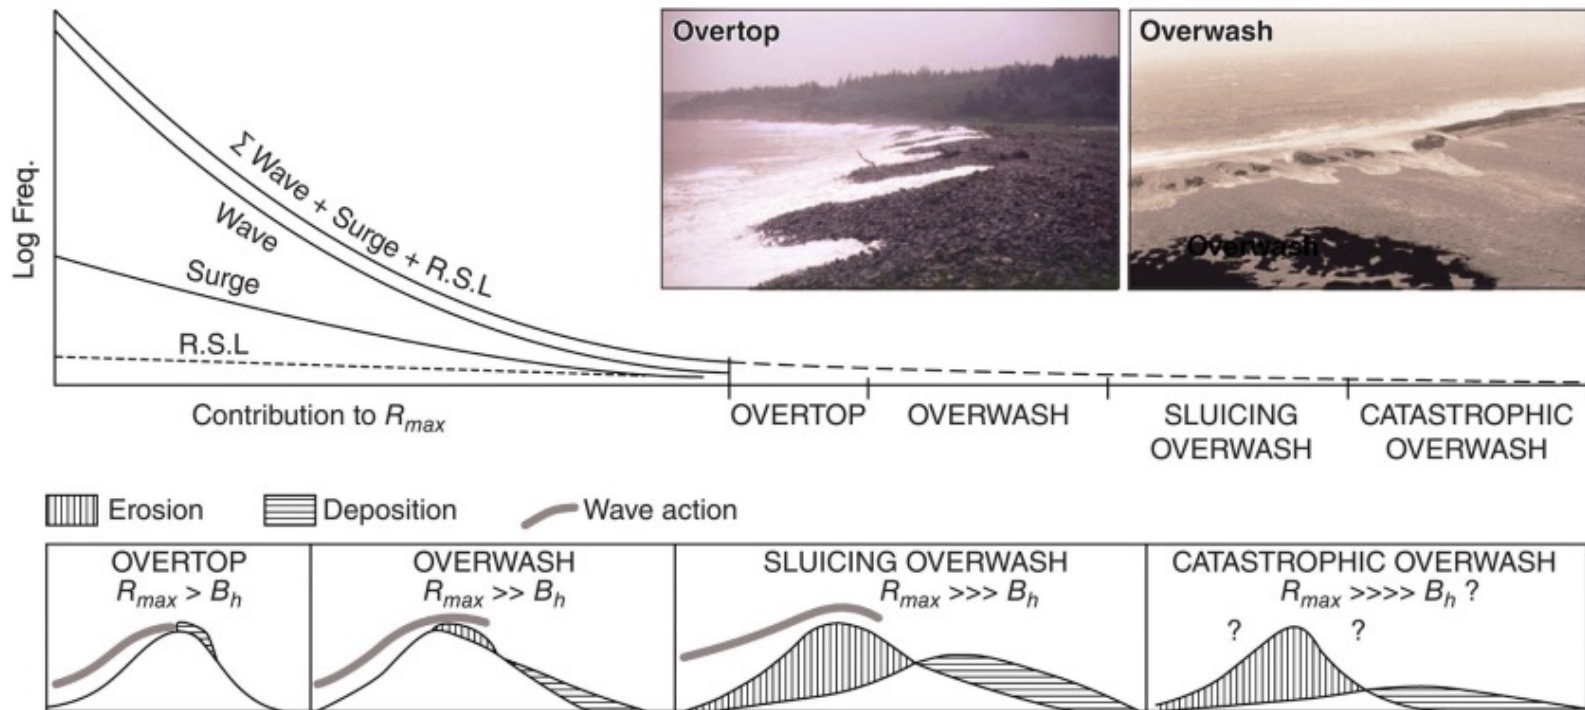 Overtop
Overwash
Overwash
Log Freq.
Σ Wave + Surge + R.S.L
Wave
Surge
R.S.L
Contribution to Rmax
OVERTOP
OVERWASH
SLUICING
OVERWASH
CATASTROPHIC
OVERWASH
Erosion
Deposition
Wave action
OVERTOP
Rmax > Bh
OVERWASH
Rmax >> Bh
SLUICING OVERWASH
Rmax >>> Bh
CATASTROPHIC OVERWASH
Rmax >>>> Bh ?
? ?